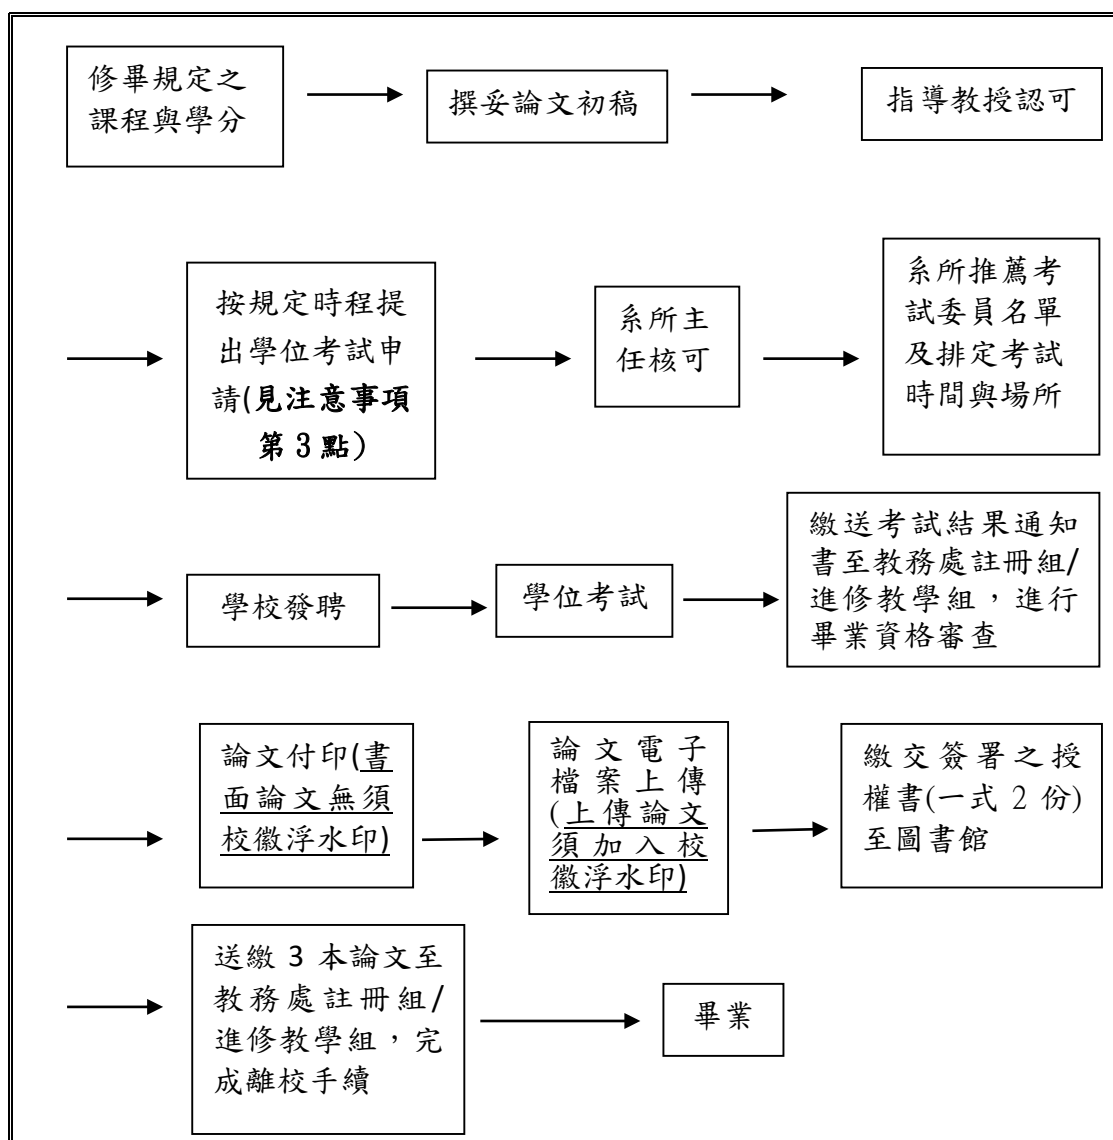 修畢規定之
課程與學分
撰妥論文初稿
指導教授認可
按規定時程提
出學位考試申
請(見注意事項
第 3 點)
系所主
任核可
系所推薦考
試委員名單
及排定考試
時間與場所
學校發聘
學位考試
繳送考試結果通知
書至教務處註冊組/
進修教學組，進行
畢業資格審查
論文付印(書
面論文無須
校徽浮水印)
論文電子
檔案上傳
(上傳論文
須加入校
徽浮水印)
繳交簽署之授
權書(一式 2 份)
至圖書館
送繳 3 本論文至
教務處註冊組/
進修教學組，完
成離校手續
畢業